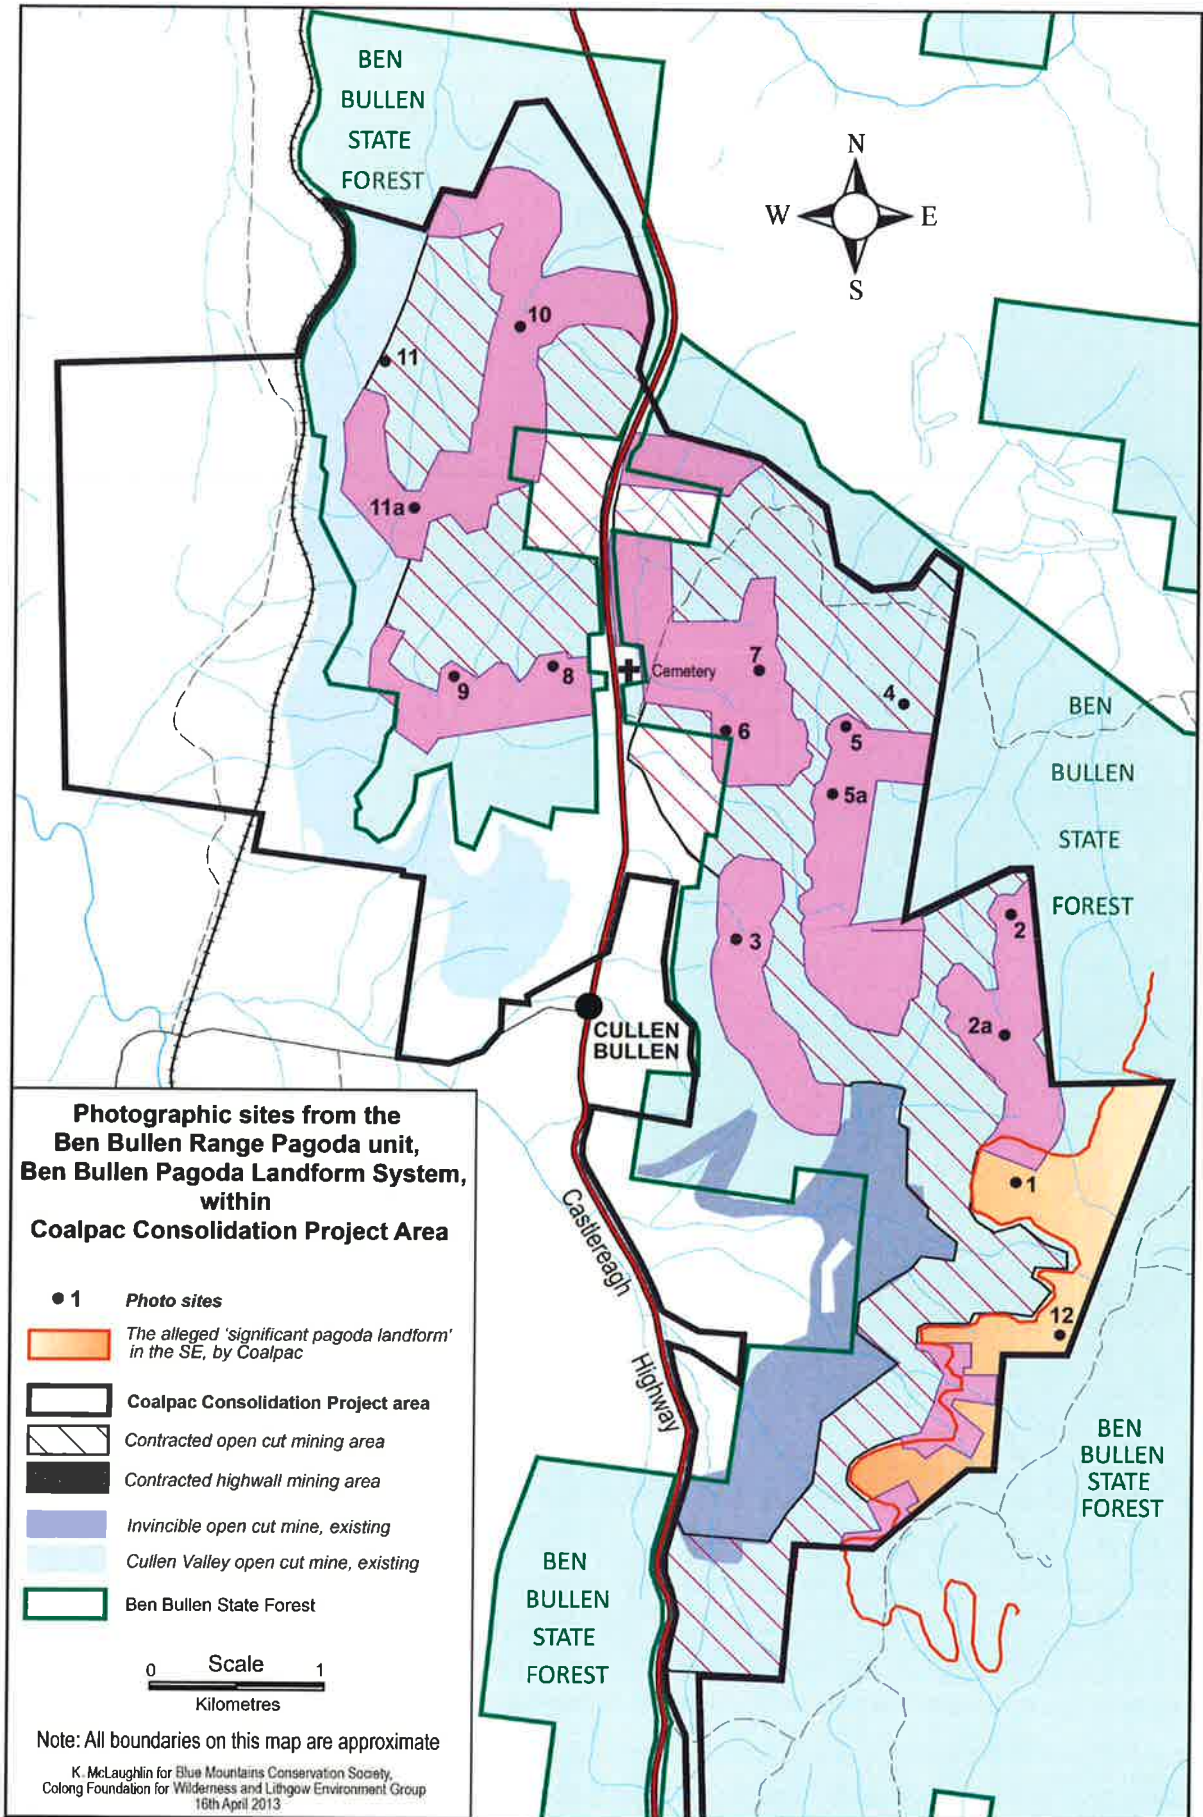 BEN
BULLEN
STATE
FOREST
N
W
E
S
10
11
11a
9
8
Cemetery
7
6
4
5
5a
BEN
BULLEN
STATE
FOREST
3
2
2a
CULLEN
BULLEN
1
12
Castlereagh
Highway
BEN
BULLEN
STATE
FOREST
BEN
BULLEN
STATE
FOREST
Photographic sites from the
Ben Bullen Range Pagoda unit,
Ben Bullen Pagoda Landform System,
within
Coalpac Consolidation Project Area
1 Photo sites
The alleged 'significant pagoda landform'
in the SE, by Coalpac
Coalpac Consolidation Project area
Contracted open cut mining area
Contracted highwall mining area
Invincible open cut mine, existing
Cullen Valley open cut mine, existing
Ben Bullen State Forest
0 Scale 1
Kilometres
Note: All boundaries on this map are approximate
K. McLaughlin for Blue Mountains Conservation Society,
Colong Foundation for Wilderness and Lithgow Environment Group
16th April 2013